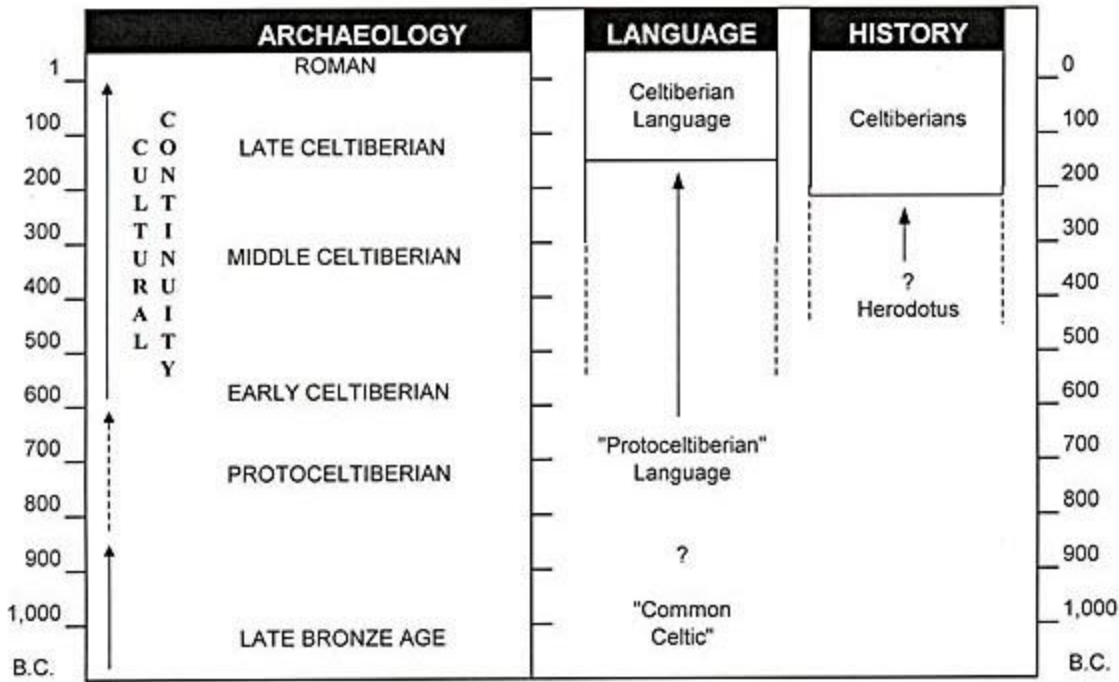 ARCHAEOLOGY
LANGUAGE
HISTORY
1
100
200
300
400
500
600
700
800
900
1,000
B.C.
CULTURAL
CONTINUITY
ROMAN
LATE CELTIBERIAN
MIDDLE CELTIBERIAN
EARLY CELTIBERIAN
PROTOCELTIBERIAN
LATE BRONZE AGE
Celtiberian
Language
"Protoceltiberian"
Language
?
"Common
Celtic"
Celtiberians
?
Herodotus
0
100
200
300
400
500
600
700
800
900
1,000
B.C.